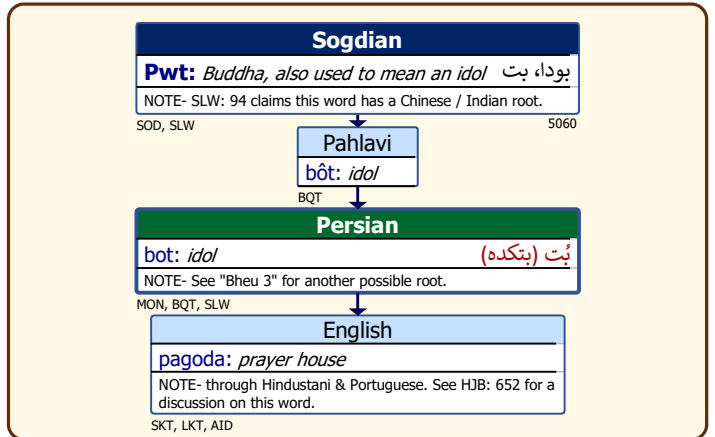 Sogdian
Pwt: Buddha, also used to mean an idol بودا، بت
NOTE- SLW: 94 claims this word has a Chinese / Indian root.
SOD, SLW 5060
Pahlavi
bôt: idol
BQT
Persian
bot: idol بُت (بتکده)
NOTE- See "Bheu 3" for another possible root.
MON, BQT, SLW
English
pagoda: prayer house
NOTE- through Hindustani & Portuguese. See HJB: 652 for a
discussion on this word.
SKT, LKT, AID